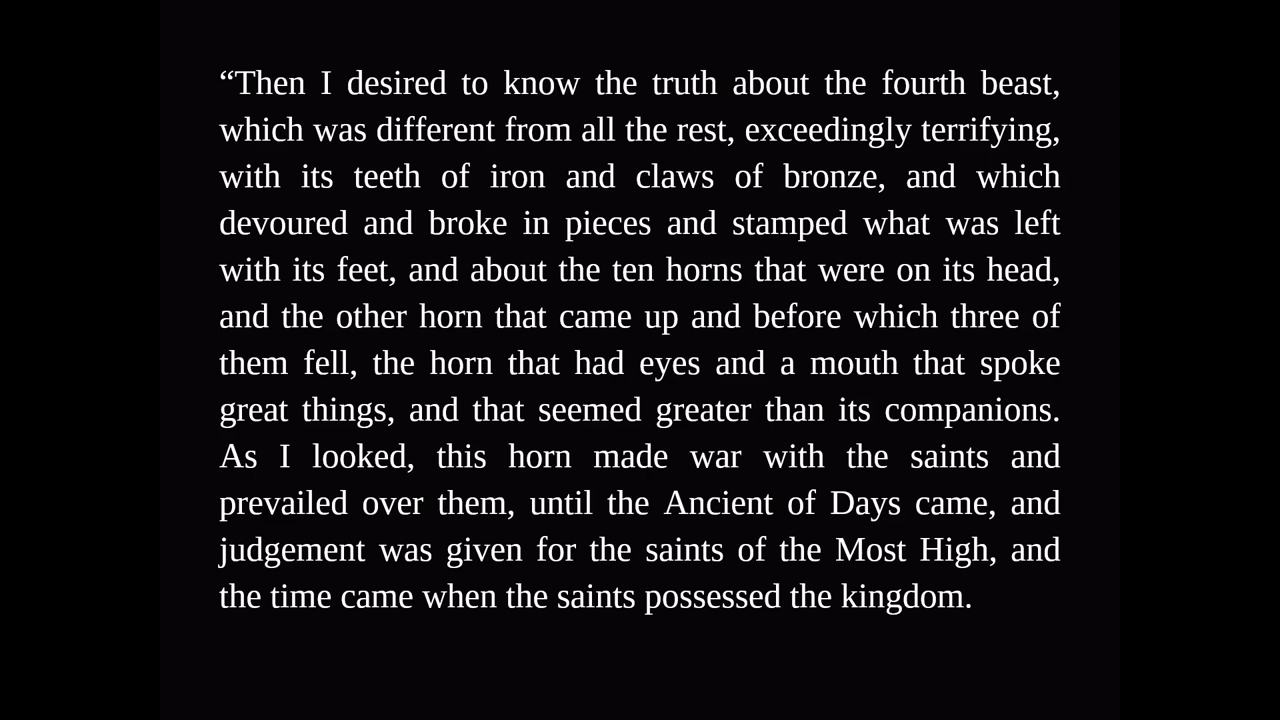 “Then I desired to know the truth about the fourth beast,
which was different from all the rest, exceedingly terrifying,
with its teeth of iron and claws of bronze, and which
devoured and broke in pieces and stamped what was left
with its feet, and about the ten horns that were on its head,
and the other horn that came up and before which three of
them fell, the horn that had eyes and a mouth that spoke
great things, and that seemed greater than its companions.
As I looked, this horn made war with the saints and
prevailed over them, until the Ancient of Days came, and
judgement was given for the saints of the Most High, and
the time came when the saints possessed the kingdom.